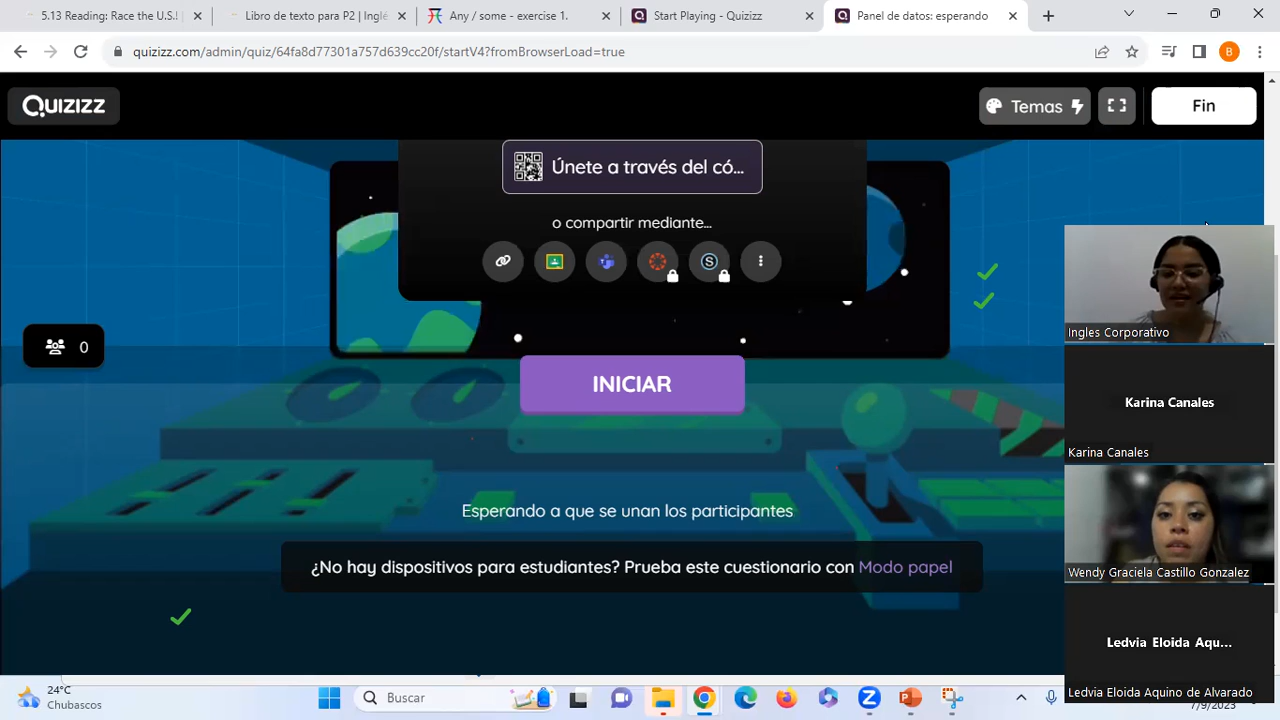 5.13 Reading: Race the U.S.!
Libro de texto para P2 | Inglé
Any / some - exercise 1.
Start Playing - Quizizz
Panel de datos: esperando
quizizz.com/admin/quiz/64fa8d77301a757d639cc20f/startV4?fromBrowserLoad=true
B
QUIZIZZ
Temas
Fin
Únete a través del có...
o compartir mediante...
S
0
INICIAR
Esperando a que se unan los participantes
¿No hay dispositivos para estudiantes? Prueba este cuestionario con Modo papel
Ingles Corporativo
Karina Canales
Karina Canales
Wendy Graciela Castillo Gonzalez
Ledvia Eloida Aqu...
Ledvia Eloida Aquino de Alvarado
24°C
Chubascos
Buscar
7/9/2023